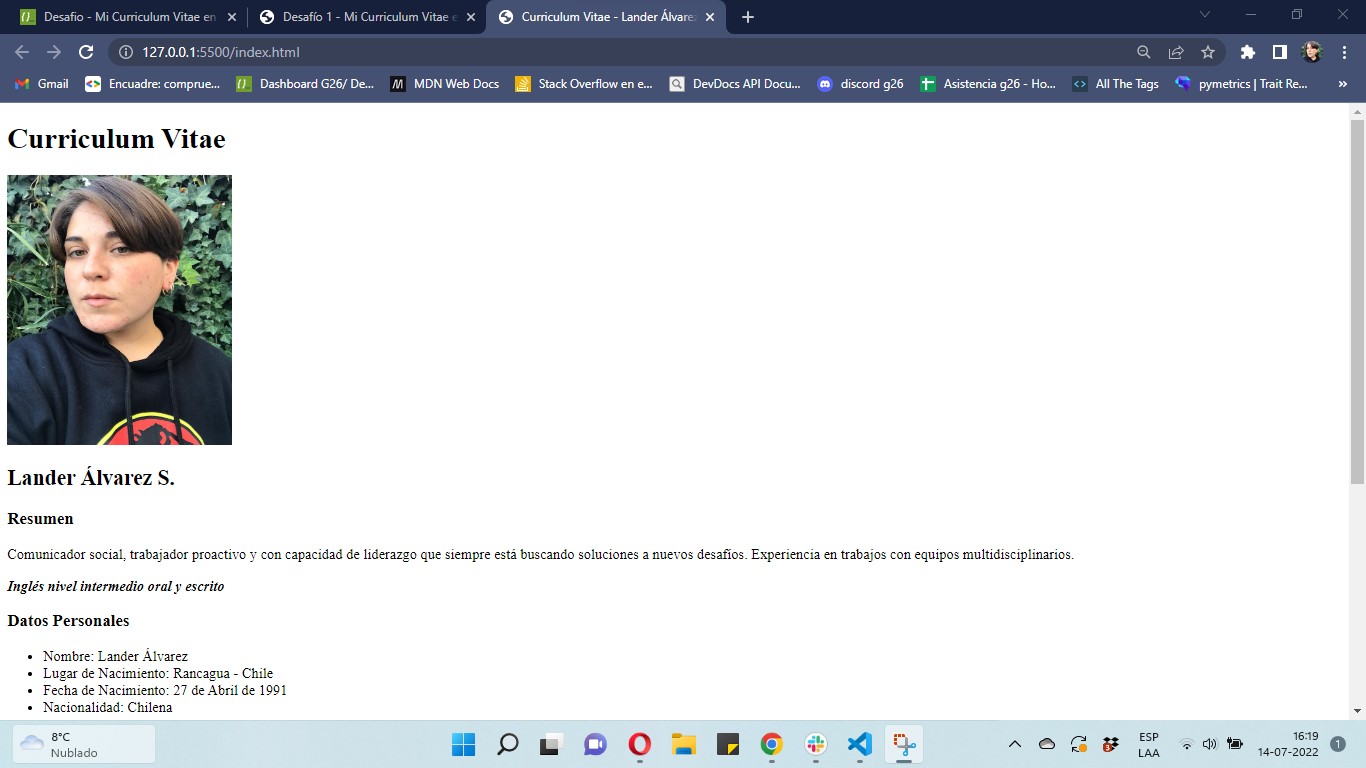 Desafio - Mi Curriculum Vitae en
Desafío 1 - Mi Curriculum Vitae e
Curriculum Vitae - Lander Álvarez
127.0.0.1:5500/index.html
Gmail
Encuadre: comprue...
Dashboard G26/ De...
MDN Web Docs
Stack Overflow en e...
DevDocs API Docu...
discord g26
Asistencia g26 - Ho...
All The Tags
pymetrics | Trait Re...
»
Curriculum Vitae
Lander Álvarez S.
Resumen
Comunicador social, trabajador proactivo y con capacidad de liderazgo que siempre está buscando soluciones a nuevos desafíos. Experiencia en trabajos con equipos multidisciplinarios.
Inglés nivel intermedio oral y escrito
Datos Personales
Nombre: Lander Álvarez
Lugar de Nacimiento: Rancagua - Chile
Fecha de Nacimiento: 27 de Abril de 1991
Nacionalidad: Chilena
8°C
Nublado
3
ESP
LAA
16:19
14-07-2022
1